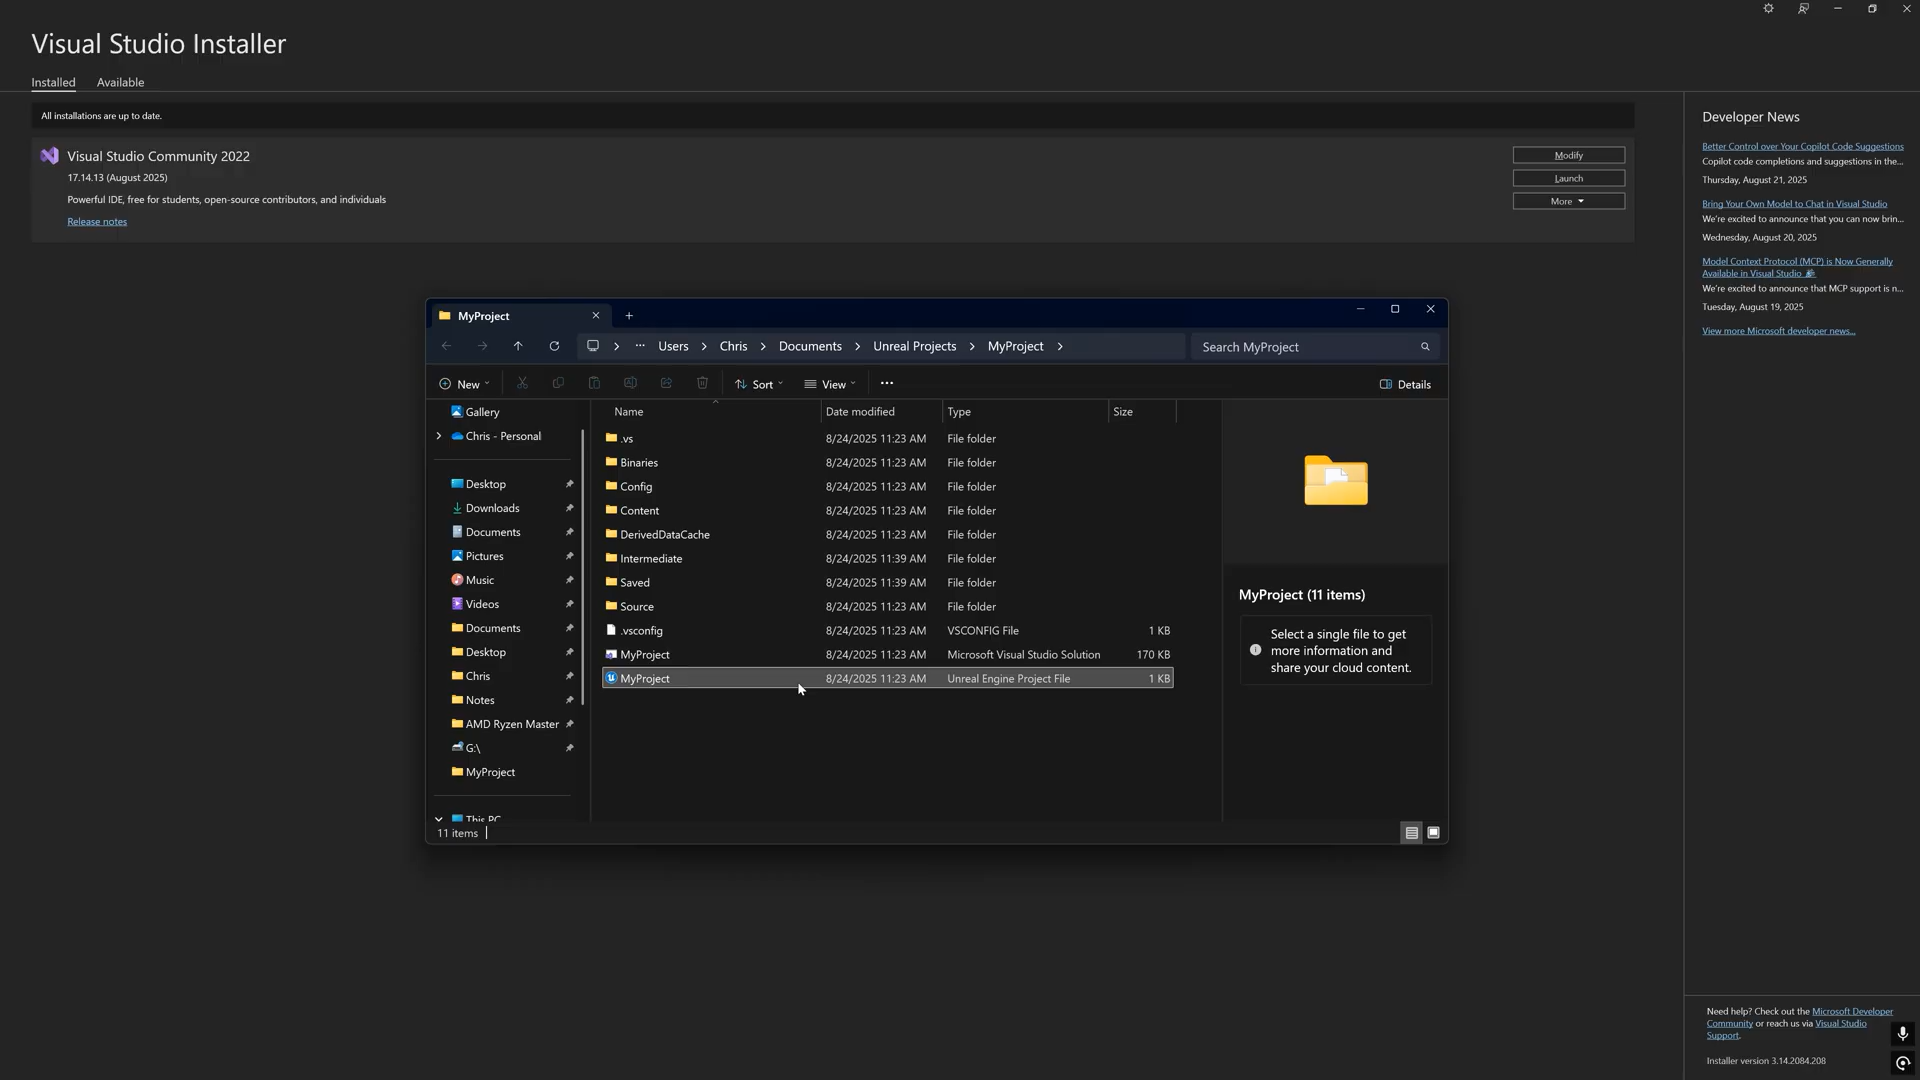 Visual Studio Installer
Installed Available
All installations are up to date.
Visual Studio Community 2022
17.14.13 (August 2025)
Powerful IDE, free for students, open-source contributors, and individuals
Release notes
Modify
Launch
More
Developer News
Better Control over Your Copilot Code Suggestions
Copilot code completions and suggestions in the...
Thursday, August 21, 2025
Bring Your Own Model to Chat in Visual Studio
We're excited to announce that you can now brin...
Wednesday, August 20, 2025
Model Context Protocol (MCP) is Now Generally
Available in Visual Studio
We're excited to announce that MCP support is n...
Tuesday, August 19, 2025
View more Microsoft developer news...
MyProject
Users Chris Documents Unreal Projects MyProject
Search MyProject
New Sort View Details
Gallery
Chris - Personal
Desktop
Downloads
Documents
Pictures
Music
Videos
Documents
Desktop
Chris
Notes
AMD Ryzen Master
G:\
MyProject
This PC
Name Date modified Type Size
.vs 8/24/2025 11:23 AM File folder
Binaries 8/24/2025 11:23 AM File folder
Config 8/24/2025 11:23 AM File folder
Content 8/24/2025 11:23 AM File folder
DerivedDataCache 8/24/2025 11:23 AM File folder
Intermediate 8/24/2025 11:39 AM File folder
Saved 8/24/2025 11:39 AM File folder
Source 8/24/2025 11:23 AM File folder
.vsconfig 8/24/2025 11:23 AM VSCONFIG File 1 KB
MyProject 8/24/2025 11:23 AM Microsoft Visual Studio Solution 170 KB
MyProject 8/24/2025 11:23 AM Unreal Engine Project File 1 KB
MyProject (11 items)
Select a single file to get
more information and
share your cloud content.
11 items
Need help? Check out the Microsoft Developer
Community or reach us via Visual Studio
Support.
Installer version 3.14.2084.208